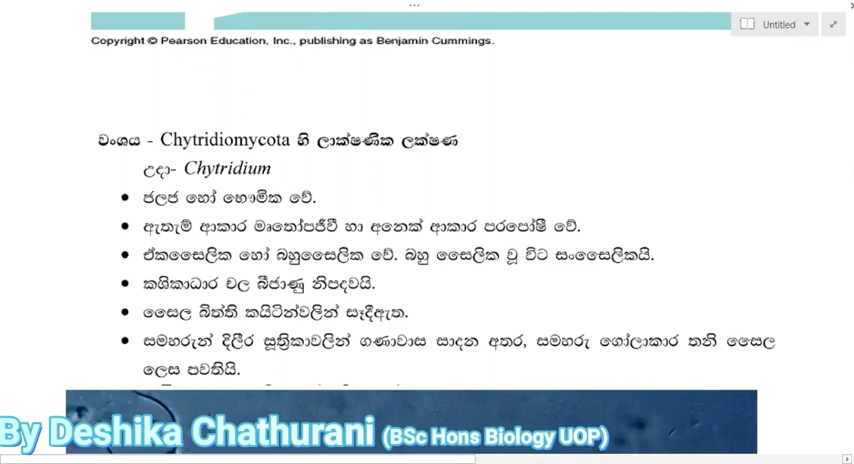 Untitled
Copyright © Pearson Education, Inc., publishing as Benjamin Cummings.
වංශය - Chytridiomycota හි ලාක්ෂණික ලක්ෂණ
උදා- Chytridium
• ජලජ හෝ භෞමික වේ.
• ඇතැම් ආකාර මෘතෝපජීවී හා අනෙක් ආකාර පරපෝෂී වේ.
• ඒකසෛලික හෝ බහුසෛලික වේ. බහු සෛලික වූ විට සංසෛලිකයි.
• කශිකාධාර චල බීජාණු නිපදවයි.
• සෛල බිත්ති කයිටින්වලින් සෑදීඇත.
• සමහරුන් දිලීර සූත්‍රිකාවලින් ගණාවාස සාදන අතර, සමහරු ගෝලාකාර තනි සෛල
ලෙස පවතියි.
By Deshika Chathurani (BSc Hons Biology UOP)